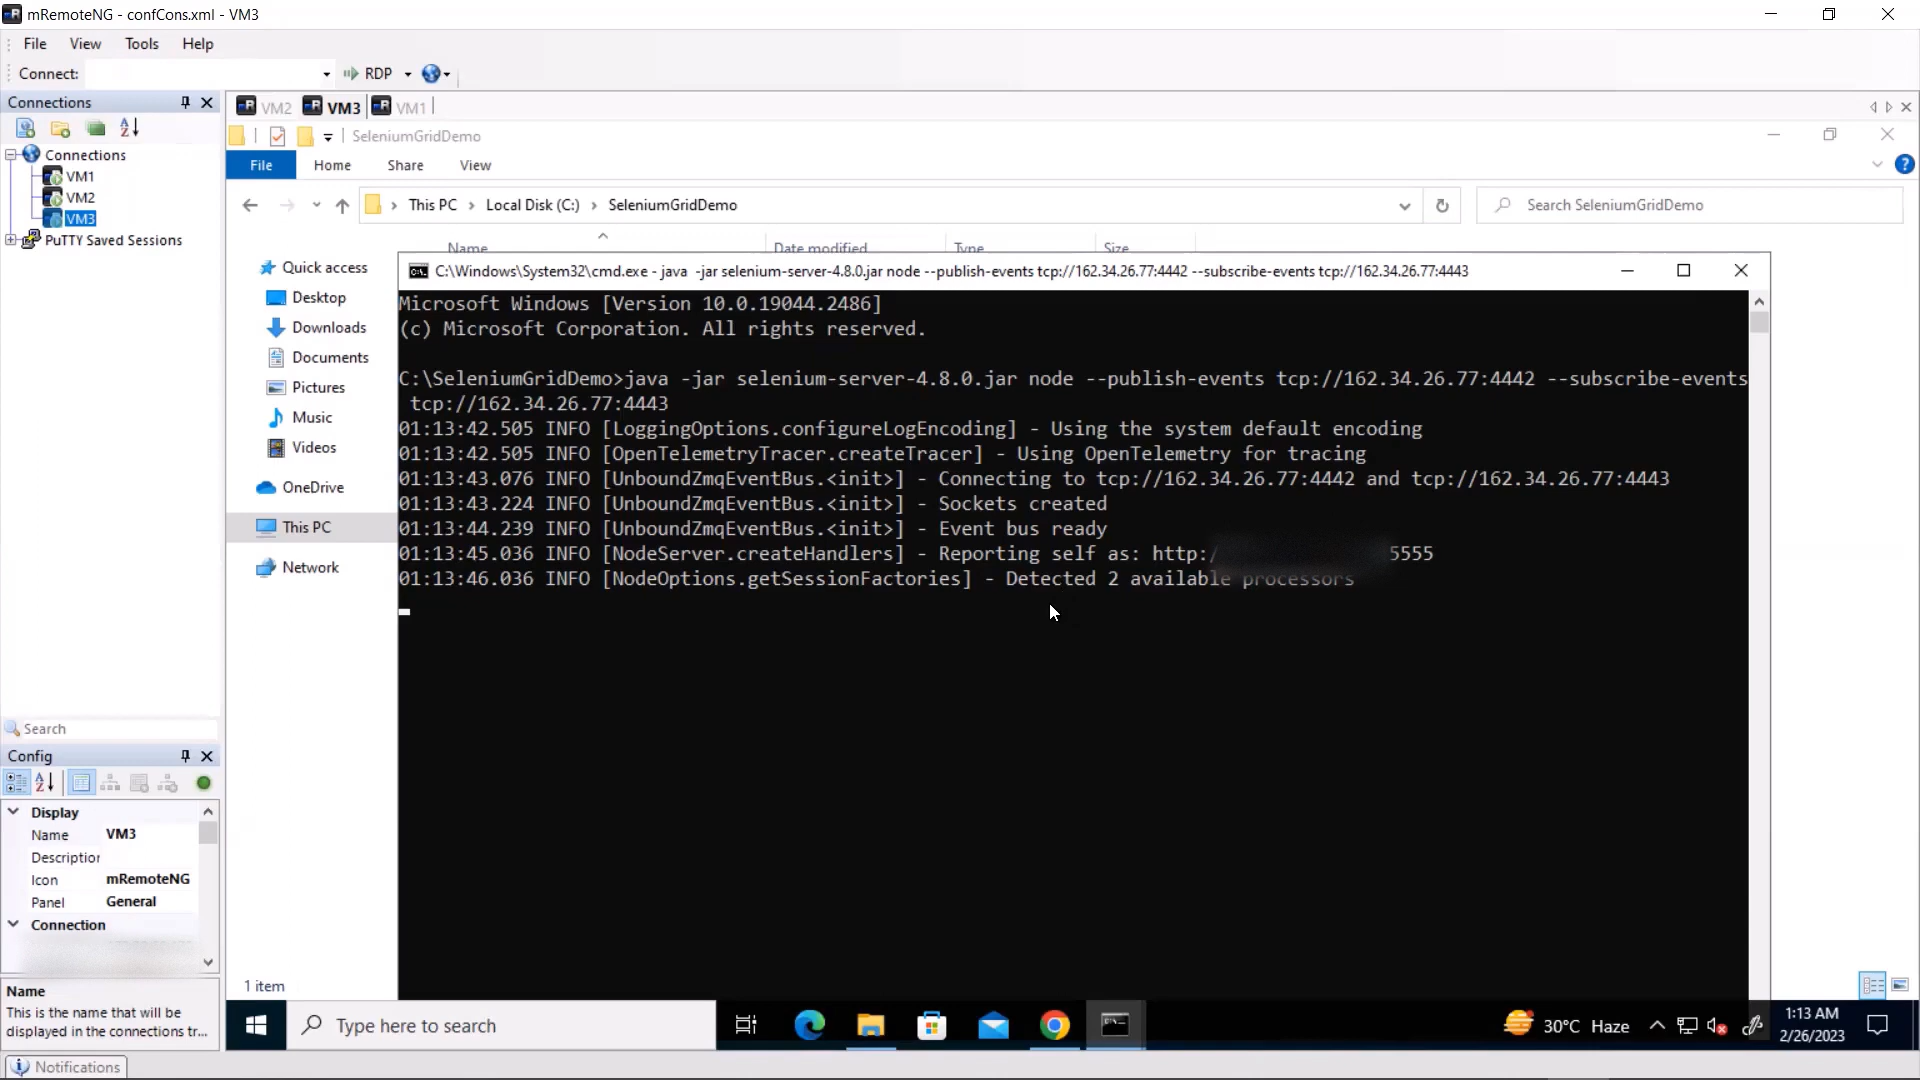 mRemoteNG - confCons.xml - VM3
File View Tools Help
Connect: RDP
Connections
Connections
VM1
VM2
VM3
PuTTY Saved Sessions
Search
Config
Display
Name VM3
Description
Icon mRemoteNG
Panel General
Connection
Name
This is the name that will be
displayed in the connections tr...
Notifications
VM2 VM3 VM1
SeleniumGridDemo
File Home Share View
This PC Local Disk (C:) SeleniumGridDemo
Search SeleniumGridDemo
Name Date modified Type Size
Quick access
Desktop
Downloads
Documents
Pictures
Music
Videos
OneDrive
This PC
Network
1 item
C:\Windows\System32\cmd.exe - java -jar selenium-server-4.8.0.jar node --publish-events tcp://162.34.26.77:4442 --subscribe-events tcp://162.34.26.77:4443
Microsoft Windows [Version 10.0.19044.2486]
(c) Microsoft Corporation. All rights reserved.
C:\SeleniumGridDemo>java -jar selenium-server-4.8.0.jar node --publish-events tcp://162.34.26.77:4442 --subscribe-events
tcp://162.34.26.77:4443
01:13:42.505 INFO [LoggingOptions.configureLogEncoding] - Using the system default encoding
01:13:42.505 INFO [OpenTelemetryTracer.createTracer] - Using OpenTelemetry for tracing
01:13:43.076 INFO [UnboundZmqEventBus.<init>] - Connecting to tcp://162.34.26.77:4442 and tcp://162.34.26.77:4443
01:13:43.224 INFO [UnboundZmqEventBus.<init>] - Sockets created
01:13:44.239 INFO [UnboundZmqEventBus.<init>] - Event bus ready
01:13:45.036 INFO [NodeServer.createHandlers] - Reporting self as: http:/ 5555
01:13:46.036 INFO [NodeOptions.getSessionFactories] - Detected 2 available processors
Type here to search
30°C Haze
1:13 AM
2/26/2023